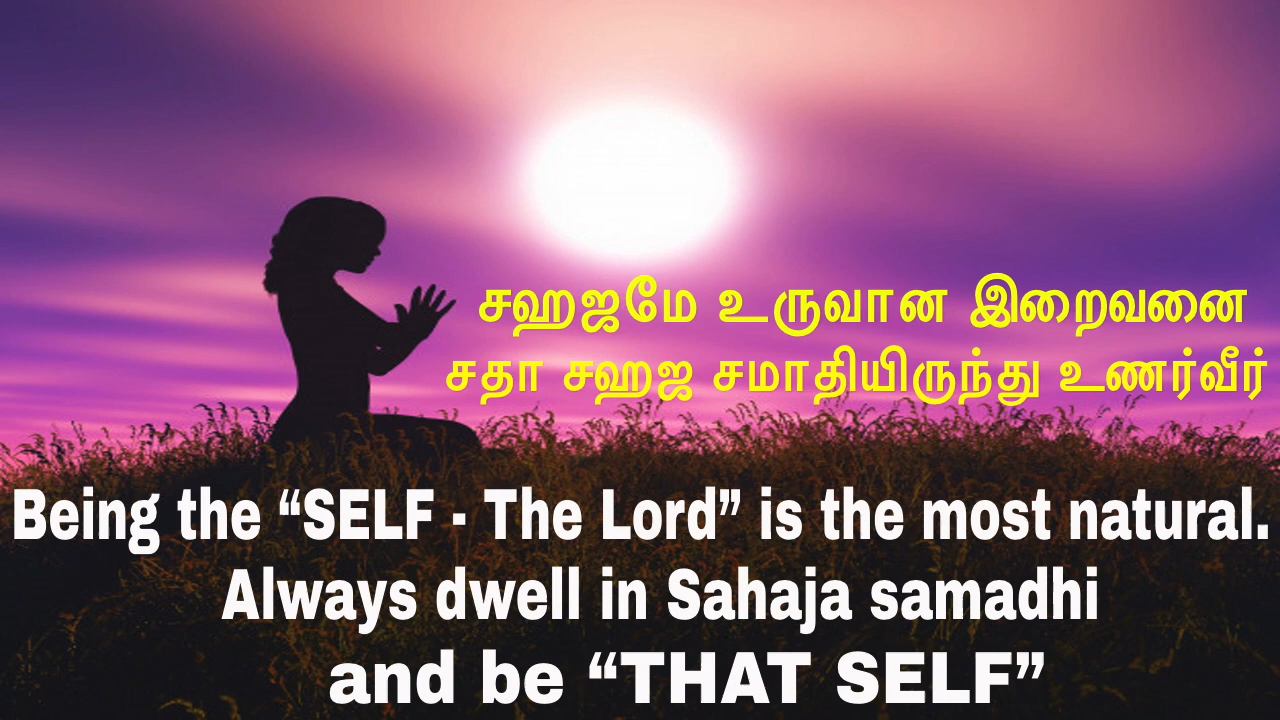 சஹஜமே உருவான இறைவனை
சதா சஹஜ சமாதியிருந்து உணர்வீர்
Being the “SELF - The Lord” is the most natural.
Always dwell in Sahaja samadhi
and be “THAT SELF”